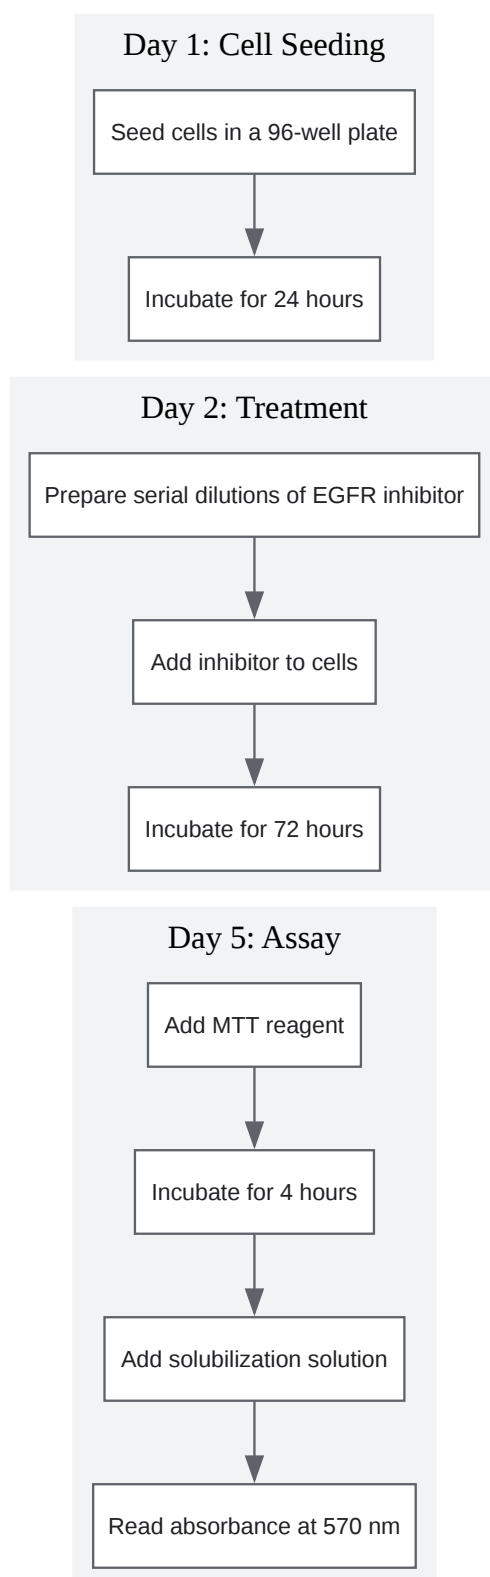 Day 1: Cell Seeding
Seed cells in a 96-well plate
Incubate for 24 hours
Day 2: Treatment
Prepare serial dilutions of EGFR inhibitor
Add inhibitor to cells
Incubate for 72 hours
Day 5: Assay
Add MTT reagent
Incubate for 4 hours
Add solubilization solution
Read absorbance at 570 nm